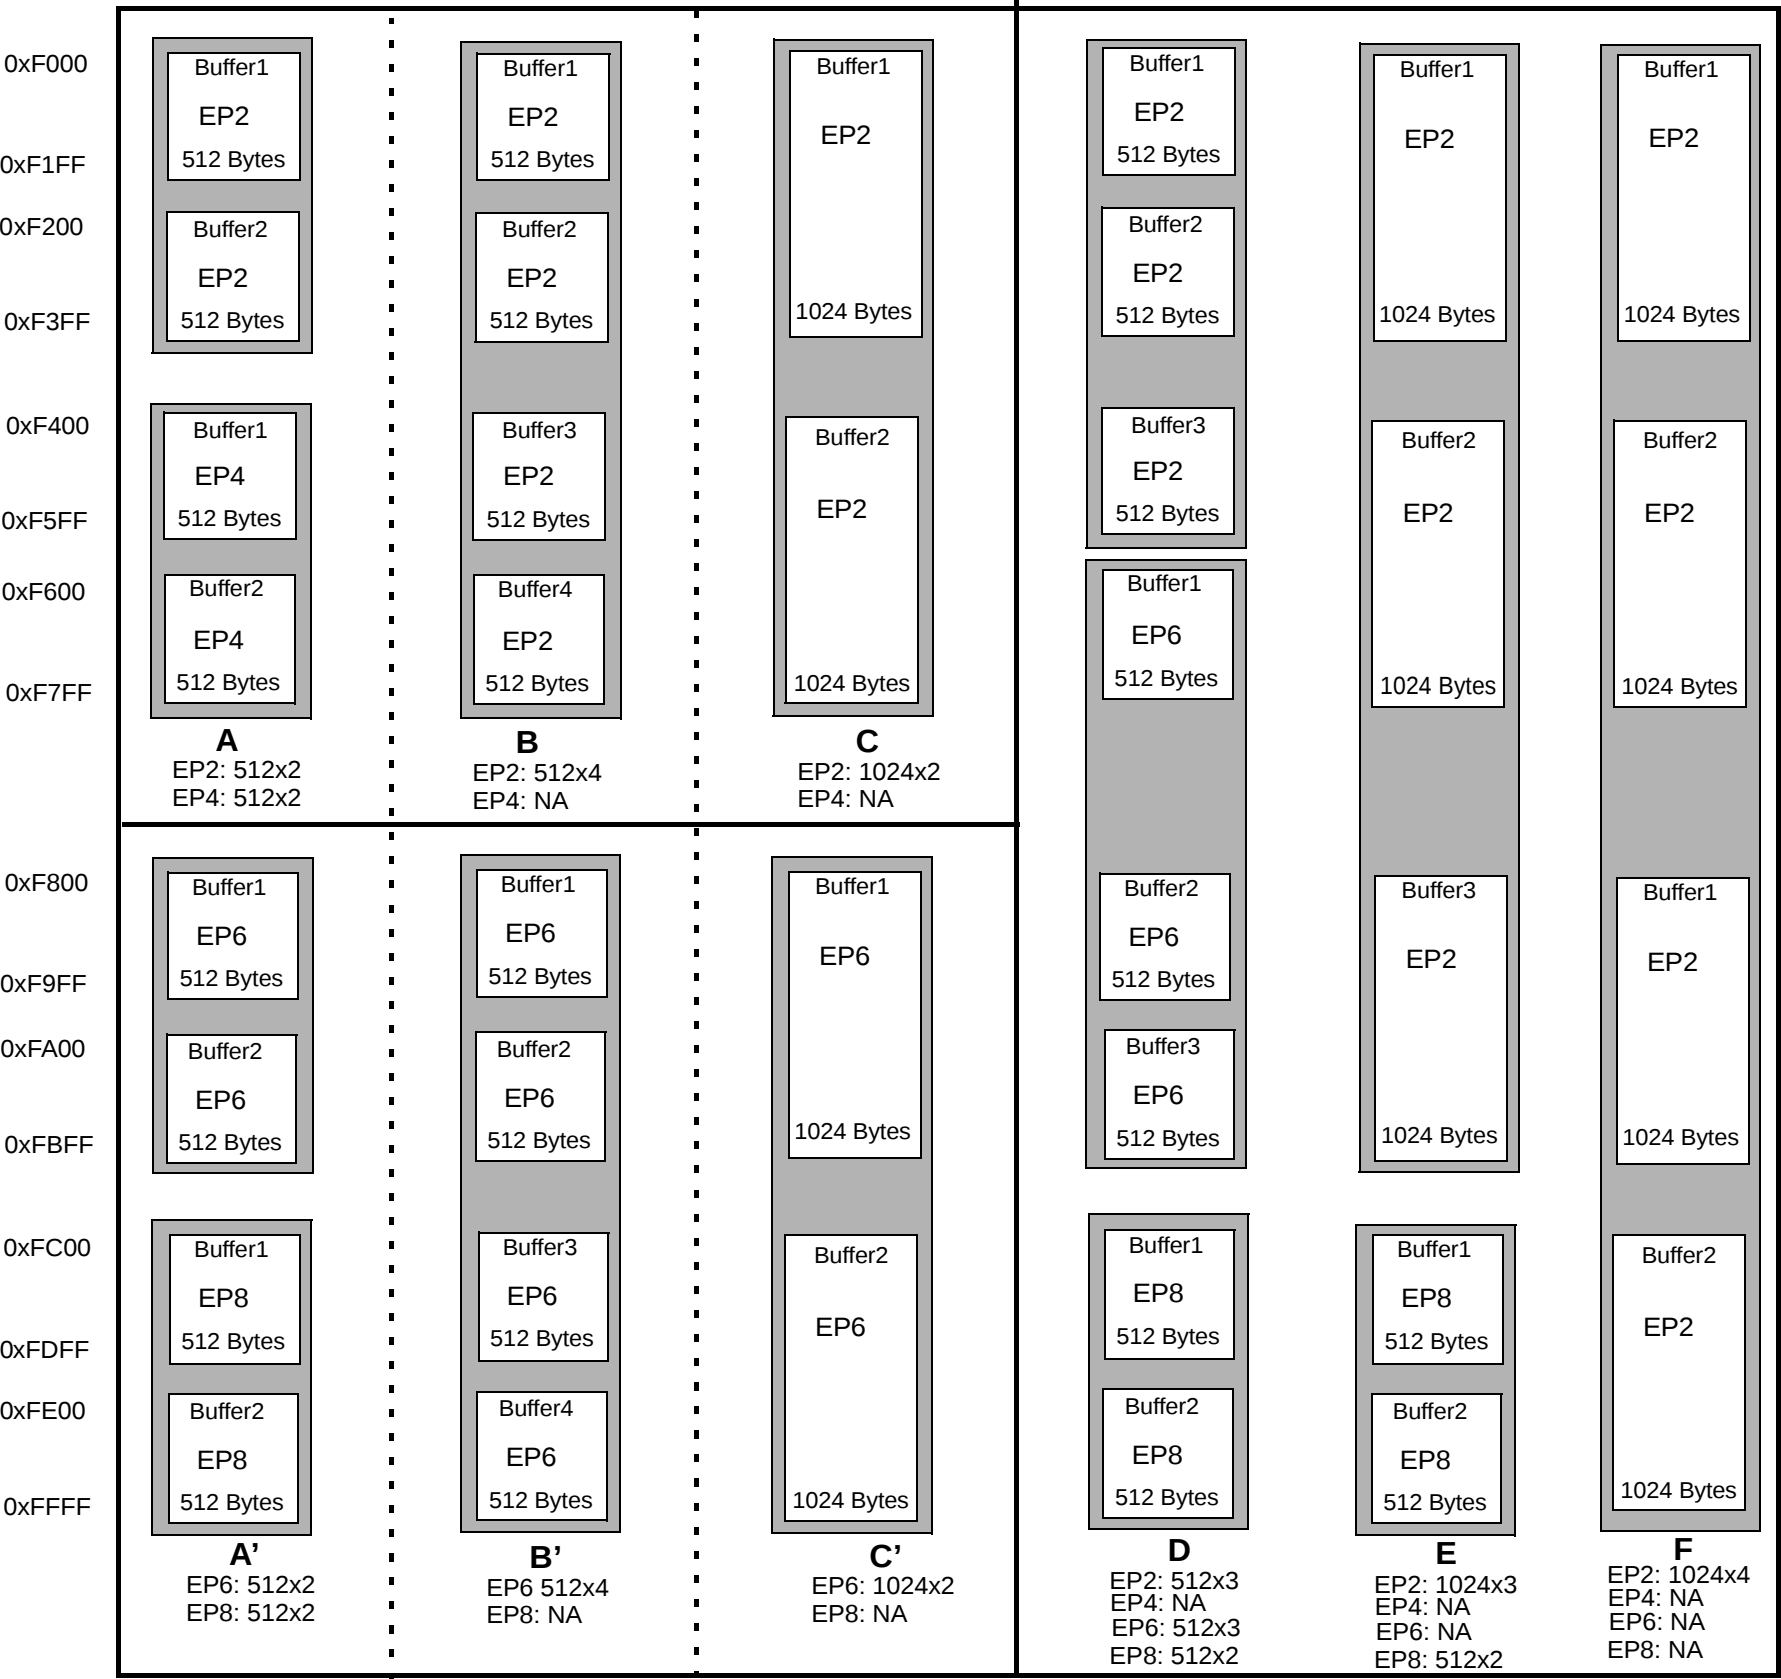 0xF000
0xF1FF
0xF200
0xF3FF
0xF400
0xF5FF
0xF600
0xF7FF
0xF800
0xF9FF
0xFA00
0xFBFF
0xFC00
0xFDFF
0xFE00
0xFFFF
Buffer1
EP2
512 Bytes
Buffer2
EP2
512 Bytes
Buffer1
EP4
512 Bytes
Buffer2
EP4
512 Bytes
A
EP2: 512x2
EP4: 512x2
Buffer1
EP2
512 Bytes
Buffer2
EP2
512 Bytes
Buffer3
EP2
512 Bytes
Buffer4
EP2
512 Bytes
B
EP2: 512x4
EP4: NA
Buffer1
EP2
1024 Bytes
Buffer2
EP2
1024 Bytes
C
EP2: 1024x2
EP4: NA
Buffer1
EP6
512 Bytes
Buffer2
EP6
512 Bytes
Buffer1
EP8
512 Bytes
Buffer2
EP8
512 Bytes
A’
EP6: 512x2
EP8: 512x2
Buffer1
EP6
512 Bytes
Buffer2
EP6
512 Bytes
Buffer3
EP6
512 Bytes
Buffer4
EP6
512 Bytes
B’
EP6 512x4
EP8: NA
Buffer1
EP6
1024 Bytes
Buffer2
EP6
1024 Bytes
C’
EP6: 1024x2
EP8: NA
Buffer1
EP2
512 Bytes
Buffer2
EP2
512 Bytes
Buffer3
EP2
512 Bytes
Buffer1
EP6
512 Bytes
Buffer2
EP6
512 Bytes
Buffer3
EP6
512 Bytes
Buffer1
EP8
512 Bytes
Buffer2
EP8
512 Bytes
D
EP2: 512x3
EP4: NA
EP6: 512x3
EP8: 512x2
Buffer1
EP2
1024 Bytes
Buffer2
EP2
1024 Bytes
Buffer3
EP2
1024 Bytes
Buffer1
EP8
512 Bytes
Buffer2
EP8
512 Bytes
E
EP2: 1024x3
EP4: NA
EP6: NA
EP8: 512x2
Buffer1
EP2
1024 Bytes
Buffer2
EP2
1024 Bytes
Buffer1
EP2
1024 Bytes
Buffer2
EP2
1024 Bytes
F
EP2: 1024x4
EP4: NA
EP6: NA
EP8: NA